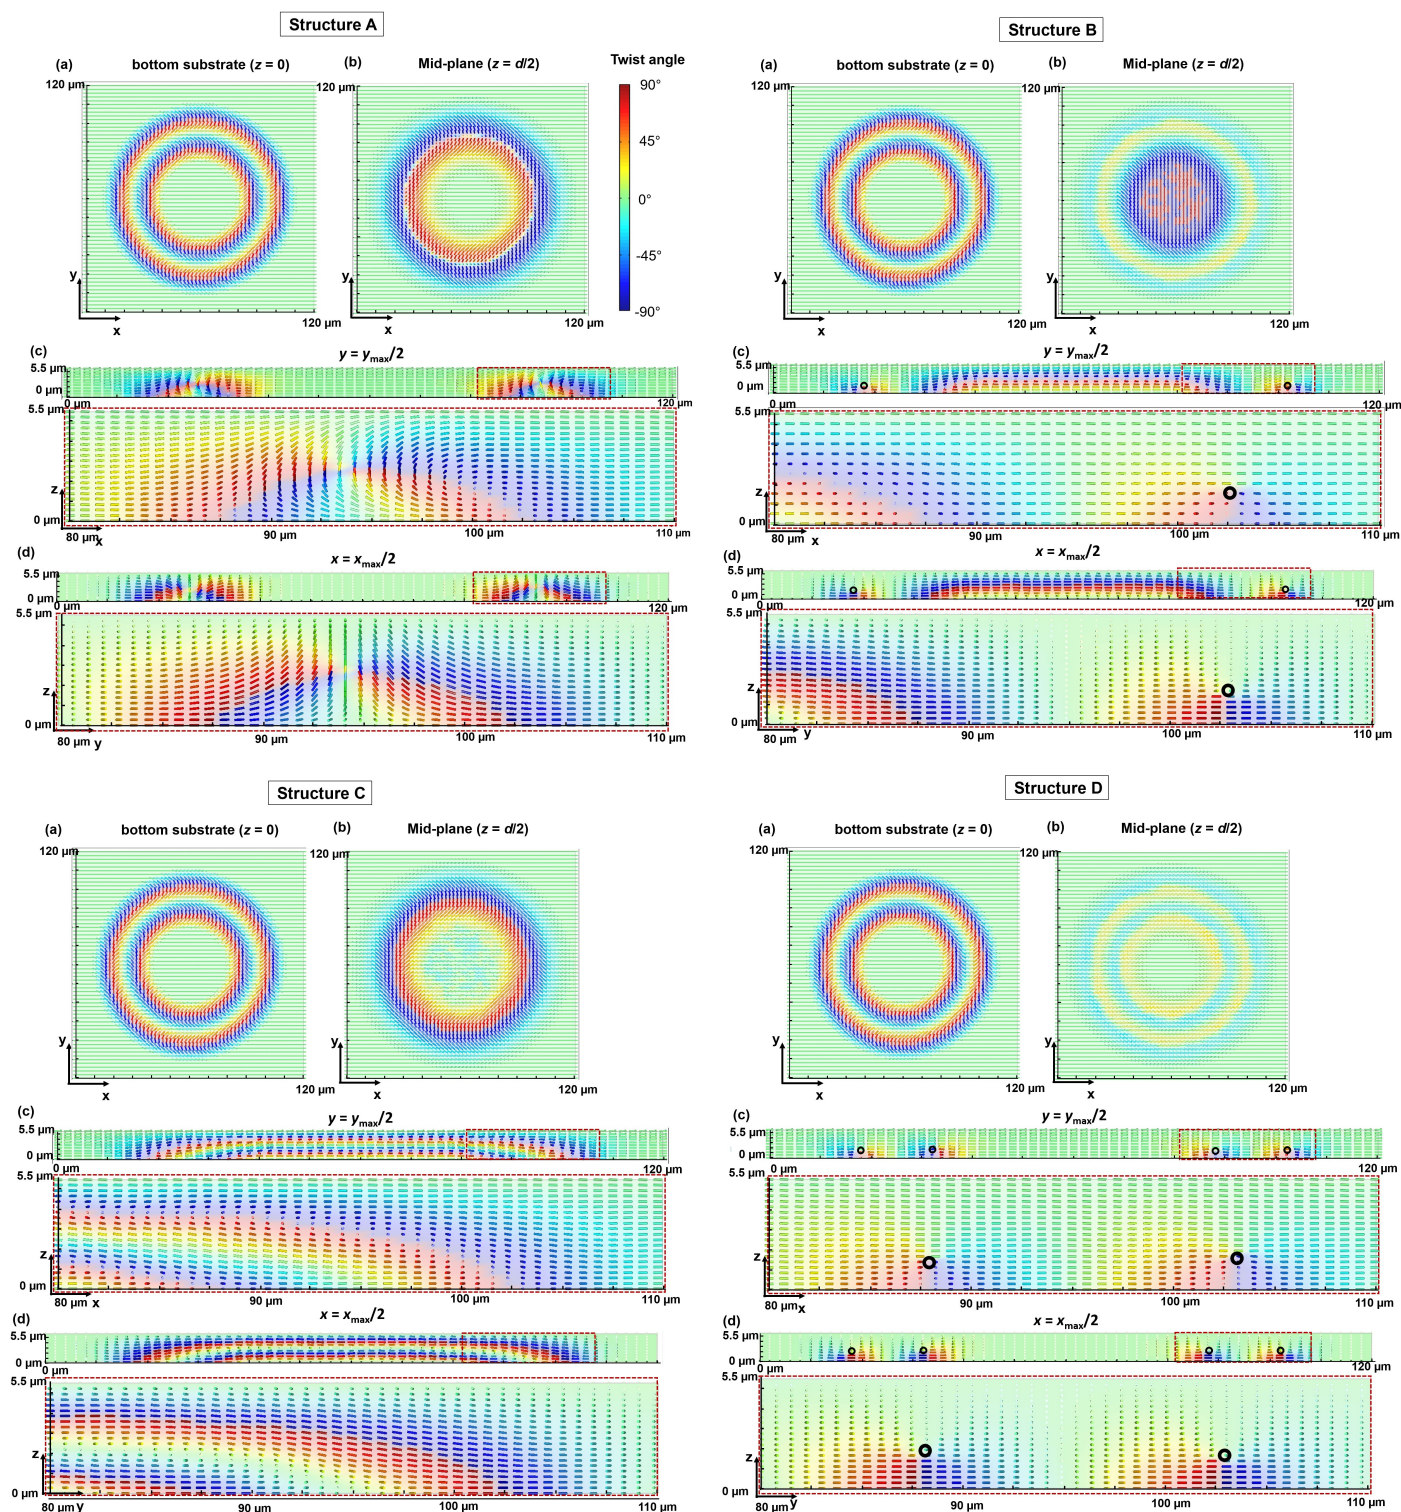 Structure A
(a)
bottom substrate (z = 0)
(b)
Mid-plane (z = d/2)
Twist angle
120 µm
120 µm
90°
45°
0°
-45°
-90°
y
x
120 µm
y
x
120 µm
(c)
y = ymax/2
5.5 µm
0 µm
0 µm
120 µm
5.5 µm
z
0 µm
80 µm
x
90 µm
100 µm
110 µm
(d)
x = xmax/2
5.5 µm
0 µm
0 µm
120 µm
5.5 µm
z
0 µm
80 µm
y
90 µm
100 µm
110 µm
Structure B
(a)
bottom substrate (z = 0)
(b)
Mid-plane (z = d/2)
120 µm
120 µm
y
x
120 µm
y
x
120 µm
(c)
y = ymax/2
5.5 µm
0 µm
0 µm
120 µm
5.5 µm
z
0 µm
80 µm
x
90 µm
100 µm
110 µm
(d)
x = xmax/2
5.5 µm
0 µm
0 µm
120 µm
5.5 µm
z
0 µm
80 µm
y
90 µm
100 µm
110 µm
Structure C
(a)
bottom substrate (z = 0)
(b)
Mid-plane (z = d/2)
120 µm
120 µm
y
x
120 µm
y
x
120 µm
(c)
y = ymax/2
5.5 µm
0 µm
0 µm
120 µm
5.5 µm
z
0 µm
80 µm
x
90 µm
100 µm
110 µm
(d)
x = xmax/2
5.5 µm
0 µm
0 µm
120 µm
5.5 µm
z
0 µm
80 µm
y
90 µm
100 µm
110 µm
Structure D
(a)
bottom substrate (z = 0)
(b)
Mid-plane (z = d/2)
120 µm
120 µm
y
x
120 µm
y
x
120 µm
(c)
y = ymax/2
5.5 µm
0 µm
0 µm
120 µm
5.5 µm
z
0 µm
80 µm
x
90 µm
100 µm
110 µm
(d)
x = xmax/2
5.5 µm
0 µm
0 µm
120 µm
5.5 µm
z
0 µm
80 µm
y
90 µm
100 µm
110 µm